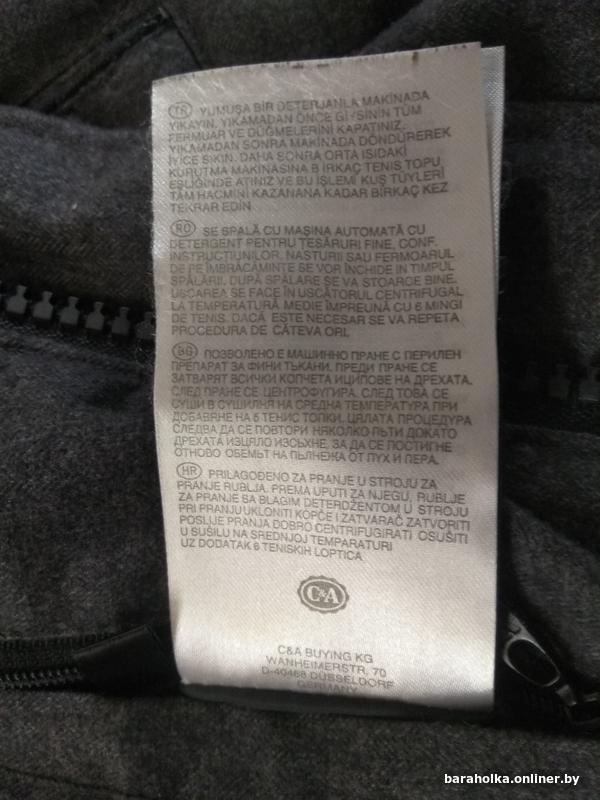 TR YUMUŞA BİR DETERJANLA MAKİNADA
YIKAYIN. YIKAMADAN ÖNCE GİYSİNİN TÜM
FERMUAR VE DÜĞMELERİNİ KAPATINIZ.
YIKAMADAN SONRA MAKİNADA DÖNDÜREREK
İYİCE SIKIN. DAHA SONRA ORTA ISIDAKİ
KURUTMA MAKİNASINA 8 İRKAÇ TENİS TOPU
EŞLİĞİNDE ATINIZ VE BU İŞLEMİ KUŞ TÜYLERİ
TAM HACMİNİ KAZANANA KADAR BİRKAÇ KEZ
TEKRAR EDİN
RO SE SPALĂ CU MAŞINA AUTOMATĂ CU
DETERGENT PENTRU ŢESĂTURI FINE, CONF.
INSTRUCŢIUNILOR. NASTURII SAU FERMOARUL
DE PE ÎMBRĂCĂMINTE SE VOR ÎNCHIDE IN TIMPUL
SPĂLĂRII. DUPĂ SPĂLARE SE VA STOARCE BINE.
USCAREA SE FACE ÎN USCĂTORUL CENTRIFUGAL
LA TEMPERATURĂ MEDIE ÎMPREUNĂ CU 6 MINGI
DE TENIS. DACĂ ESTE NECESAR SE VA REPETA
PROCEDURA DE CÂTEVA ORI.
BG ПОЗВОЛЕНО Е МАШИННО ПРАНЕ С ПЕРИЛЕН
ПРЕПАРАТ ЗА ФИНИ ТЪКАНИ. ПРЕДИ ПРАНЕ СЕ
ЗАТВАРЯТ ВСИЧКИ КОПЧЕТА ИЦИПОВЕ НА ДРЕХАТА.
СЛЕД ПРАНЕ СЕ ЦЕНТРОФУГИРА. СЛЕД ТОВА СЕ
СУШИ В СУШИЛНЯ НА СРЕДНА ТЕМПЕРАТУРА ПРИ
ДОБАВЯНЕ НА 6 ТЕНИС ТОПКИ. ЦЯЛАТА ПРОЦЕДУРА
СЛЕДВА ДА СЕ ПОВТОРИ НЯКОЛКО ПЪТИ ДОКАТО
ДРЕХАТА ИЗЦЯЛО ИЗСЪХНЕ, ЗА ДА СЕ ПОСТИГНЕ
ОТНОВО ОБЕМЪТ НА ПЪЛНЕЖА ОТ ПУХ И ПЕРА.
HR PRILAGOĐENO ZA PRANJE U STROJU ZA
PRANJE RUBLJA. PREMA UPUTI ZA NJEGU, RUBLJE
ZA PRANJE SA BLAGIM DETERDŽENTOM U STROJU
PRI PRANJU UKLONITI KOPČE I ZATVARAČ ZATVORITI
POSLIJE PRANJA DOBRO CENTRIFUGIRATI OSUŠITI
U SUŠILU NA SREDNJOJ TEMPARATURI
UZ DODATAK 6 TENISKIH LOPTICA
C&A
C&A BUYING KG
WANHEIMERSTR. 70
D-40468 DÜSSELDORF
GERMANY
baraholka.onliner.by